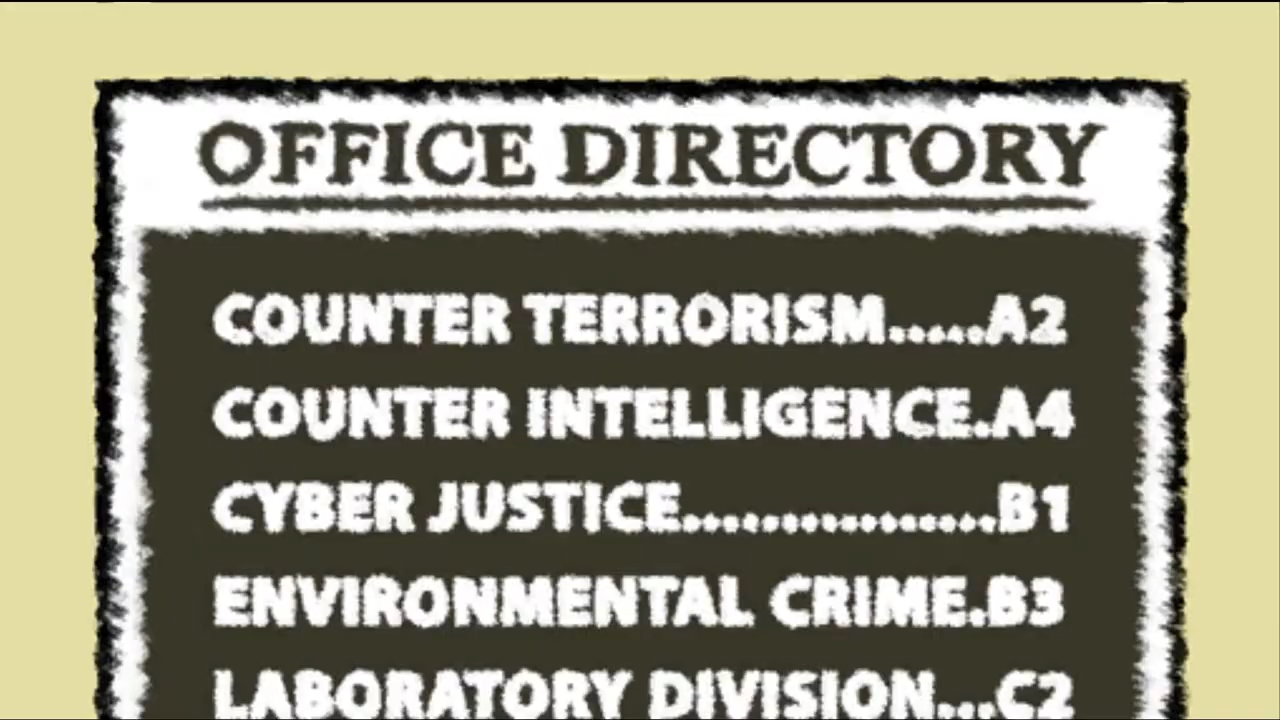 OFFICE DIRECTORY
COUNTER TERRORISM.....A2
COUNTER INTELLIGENCE.A4
CYBER JUSTICE................B1
ENVIRONMENTAL CRIME.B3
LABORATORY DIVISION...C2